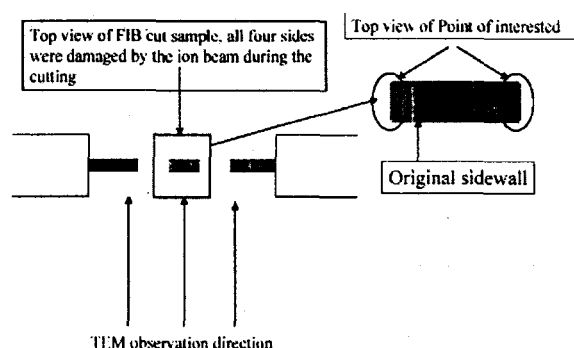 Top view of FIB cut sample, all four sides
were damaged by the ion beam during the
cutting
Top view of Point of interested
Original sidewall
TEM observation direction